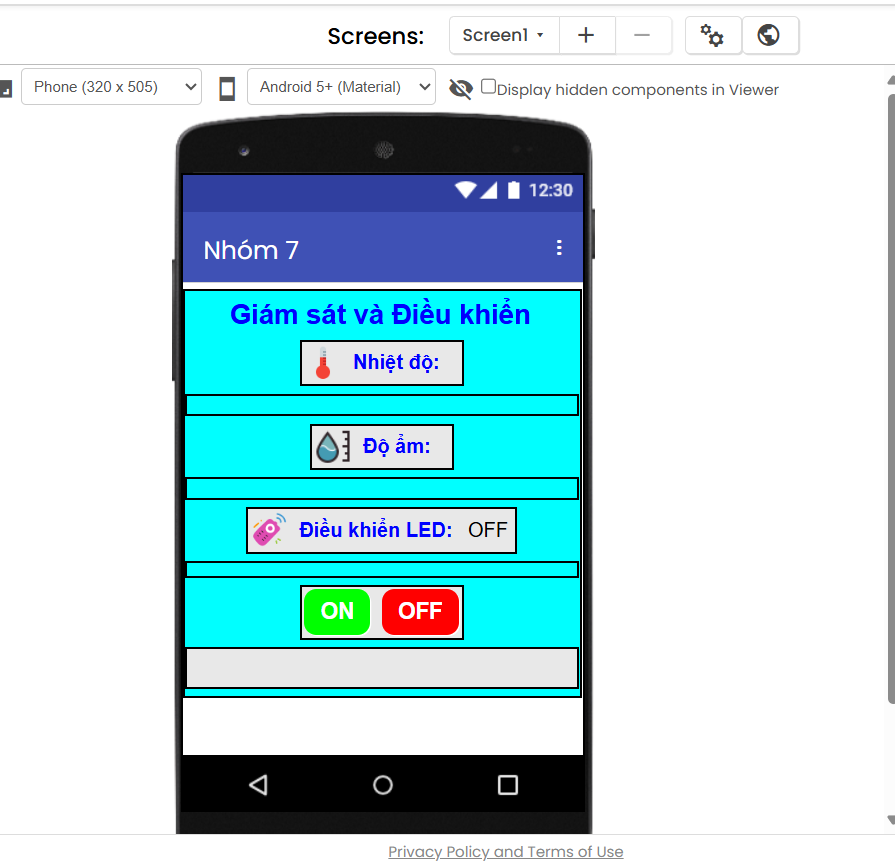 Screens: Screen1
Phone (320 x 505) Android 5+ (Material) Display hidden components in Viewer
12:30
Nhóm 7
Giám sát và Điều khiển
Nhiệt độ:
Độ ẩm:
Điều khiển LED: OFF
ON OFF
Privacy Policy and Terms of Use